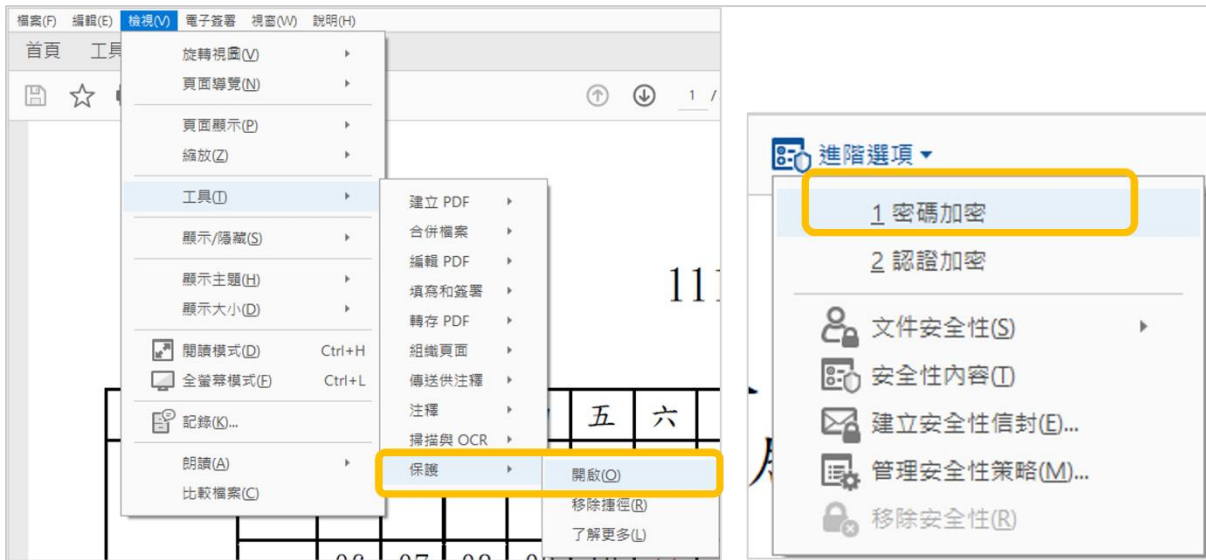 檔案(F) 編輯(E) 檢視(V) 電子簽署 視窗(W) 說明(H)
首頁 工具
旋轉視圖(V)
頁面導覽(N)
頁面顯示(P)
縮放(Z)
工具(T)
顯示/隱藏(S)
顯示主題(H)
顯示大小(D)
閱讀模式(D) Ctrl+H
全螢幕模式(F) Ctrl+L
記錄(K)...
朗讀(A)
比較檔案(C)
建立 PDF
合併檔案
編輯 PDF
填寫和簽署
轉存 PDF
組織頁面
傳送供注釋
注釋
掃描與 OCR
保護
開啟(O)
移除捷徑(R)
了解更多(L)
1 /
111
五 六
06 07 08
進階選項
1 密碼加密
2 認證加密
文件安全性(S)
安全性內容(T)
建立安全性信封(E)...
管理安全性策略(M)...
移除安全性(R)